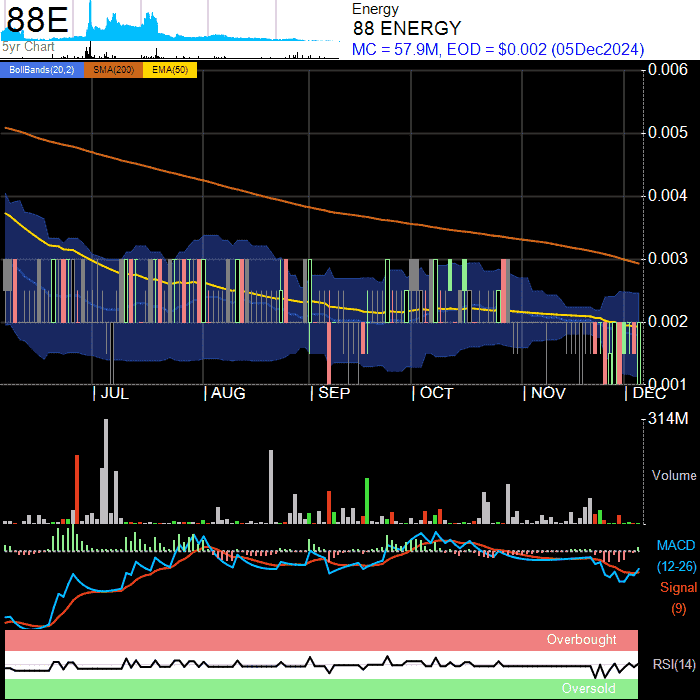 88E
5yr Chart
Energy
88 ENERGY
MC = 57.9M, EOD = $0.002 (05Dec2024)
BollBands(20,2) SMA(200) EMA(50)
0.006
0.005
0.004
0.003
0.002
0.001
JUL AUG SEP OCT NOV DEC
314M
Volume
MACD
(12-26)
Signal
(9)
Overbought
RSI(14)
Oversold